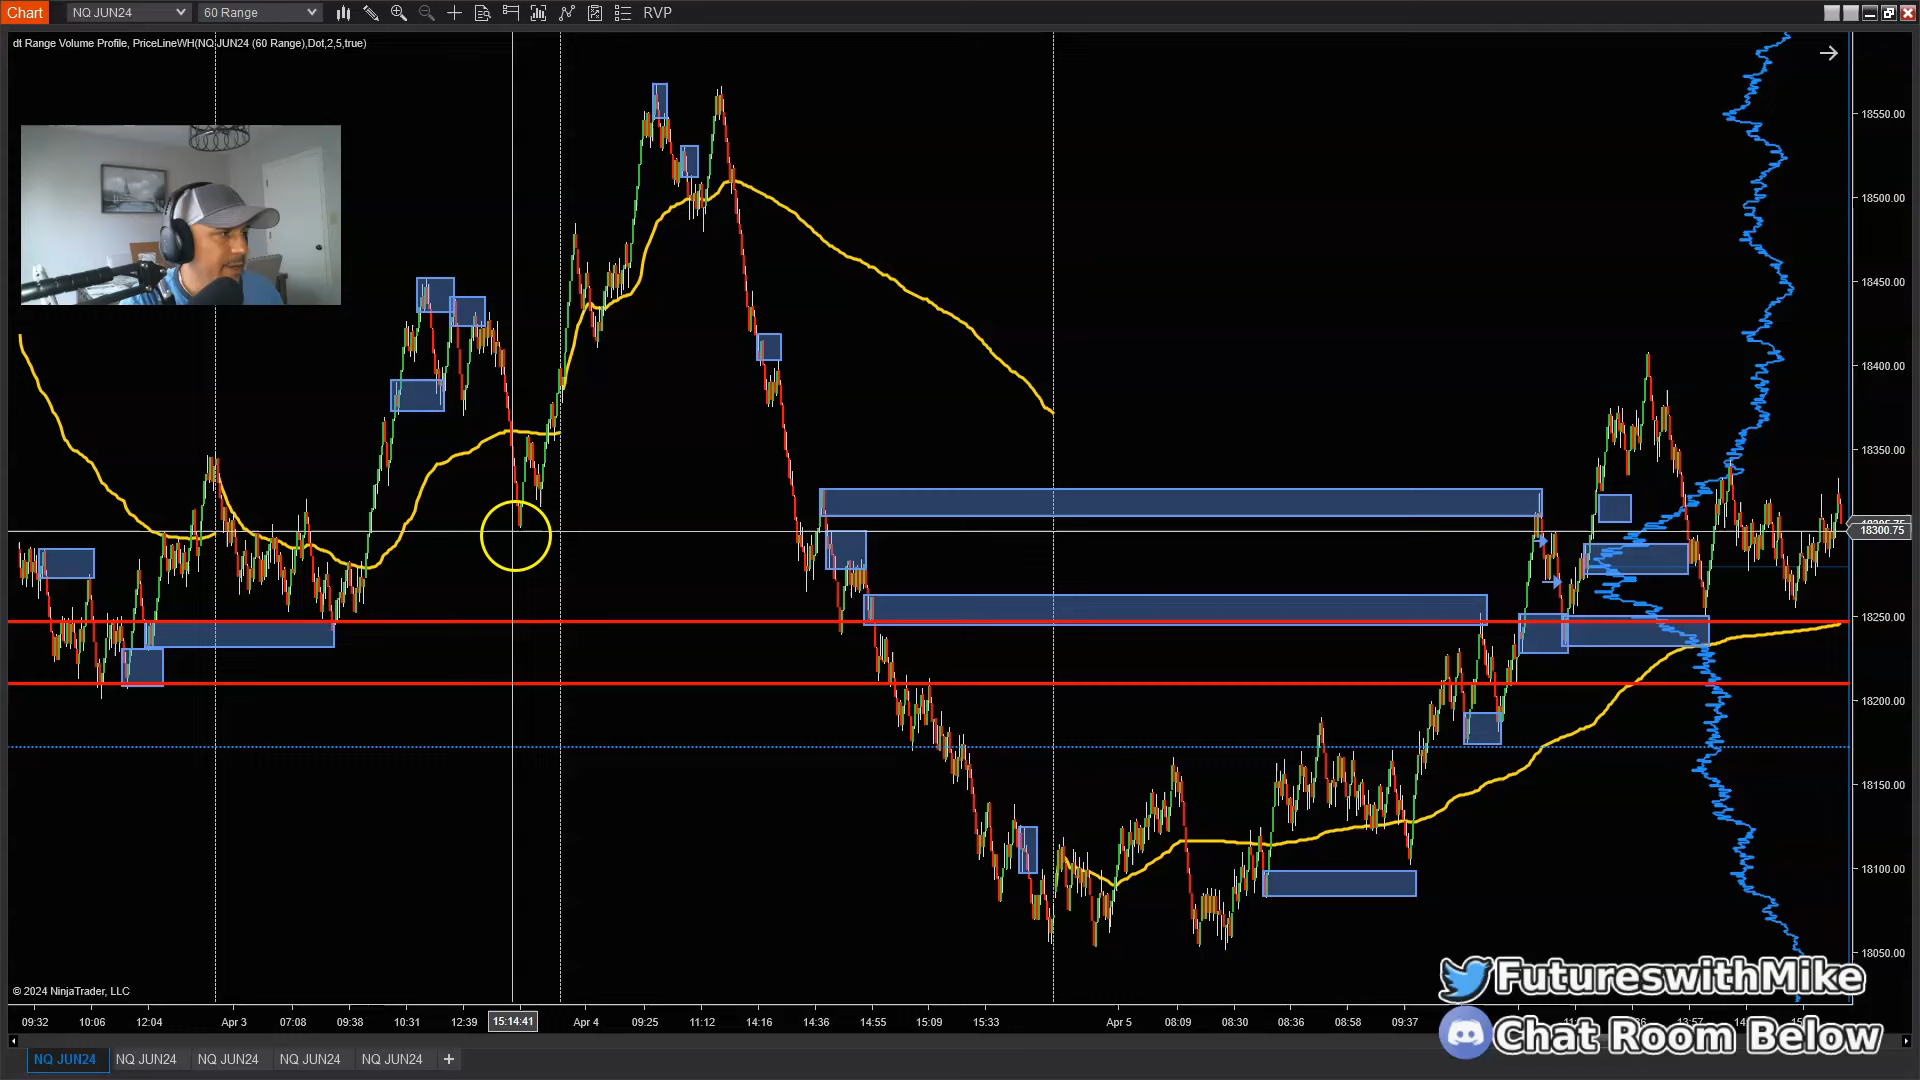 Chart NQ JUN24 60 Range RVP
dt Range Volume Profile, PriceLineWH(NQ JUN24 (60 Range),Dot,2,5,true)
18550.00
18500.00
18450.00
18400.00
18350.00
18300.75
18250.00
18200.00
18150.00
18100.00
18050.00
FutureswithMike
© 2024 NinjaTrader, LLC
09:32 10:06 12:04 Apr 3 07:08 09:38 10:31 12:39 15:14:41 Apr 4 09:25 11:12 14:16 14:36 14:55 15:09 15:33 Apr 5 08:09 08:30 08:36 08:58 09:37
Chat Room Below
NQ JUN24 NQ JUN24 NQ JUN24 NQ JUN24 NQ JUN24 +